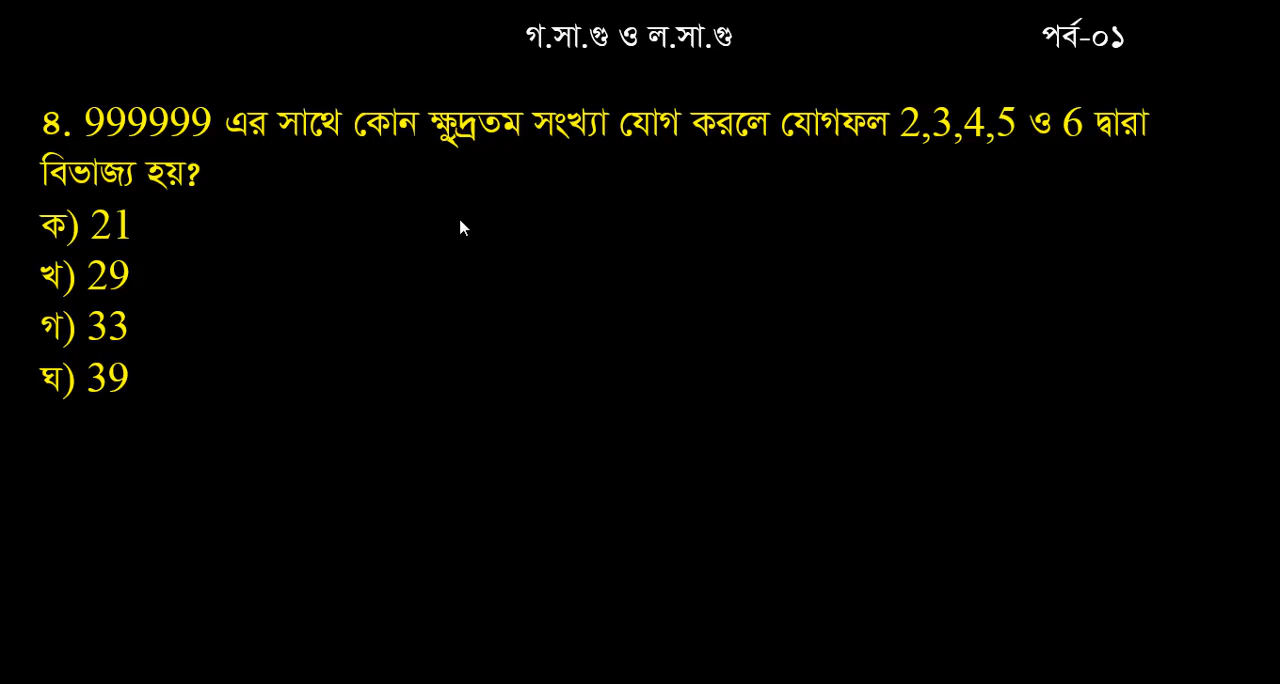 গ.সা.গু ও ল.সা.গু
পর্ব-০১
৪. 999999 এর সাথে কোন ক্ষুদ্রতম সংখ্যা যোগ করলে যোগফল 2,3,4,5 ও 6 দ্বারা
বিভাজ্য হয়?
ক) 21
খ) 29
গ) 33
ঘ) 39